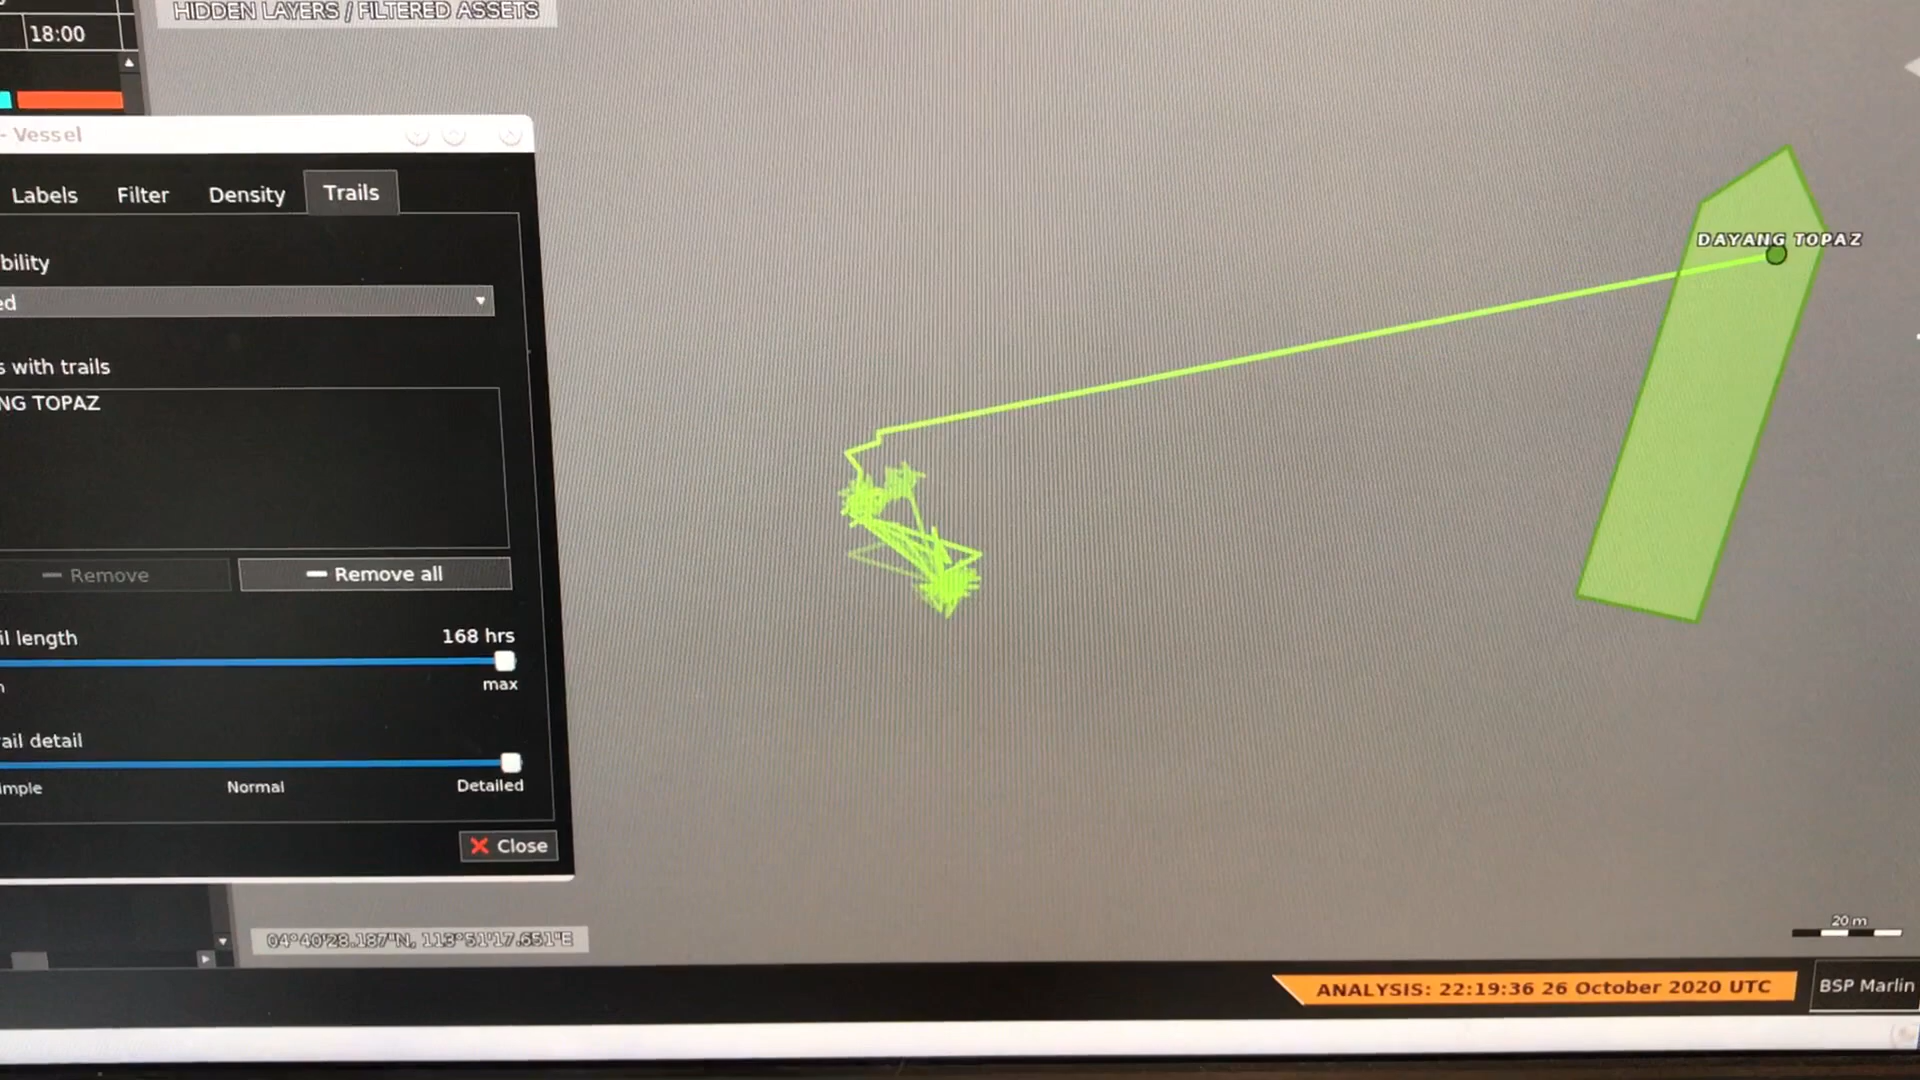 HIDDEN LAYERS / FILTERED ASSETS
18:00
- Vessel
Labels Filter Density Trails
bility
ed
s with trails
NG TOPAZ
Remove Remove all
il length 168 hrs
max
ail detail
imple Normal Detailed
Close
DAYANG TOPAZ
04°40'28.187"N, 113°51'17.651"E
20 m
ANALYSIS: 22:19:36 26 October 2020 UTC
BSP Marlin